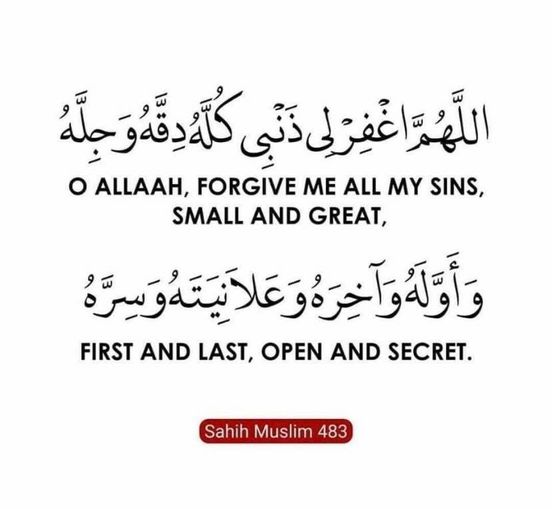 اللَّهُمَّ اغْفِرْ لِي ذَنْبِي كُلَّهُ دِقَّهُ وَجِلَّهُ
O ALLAAH, FORGIVE ME ALL MY SINS,
SMALL AND GREAT,
وَأَوَّلَهُ وَآخِرَهُ وَعَلاَنِيَتَهُ وَسِرَّهُ
FIRST AND LAST, OPEN AND SECRET.
Sahih Muslim 483